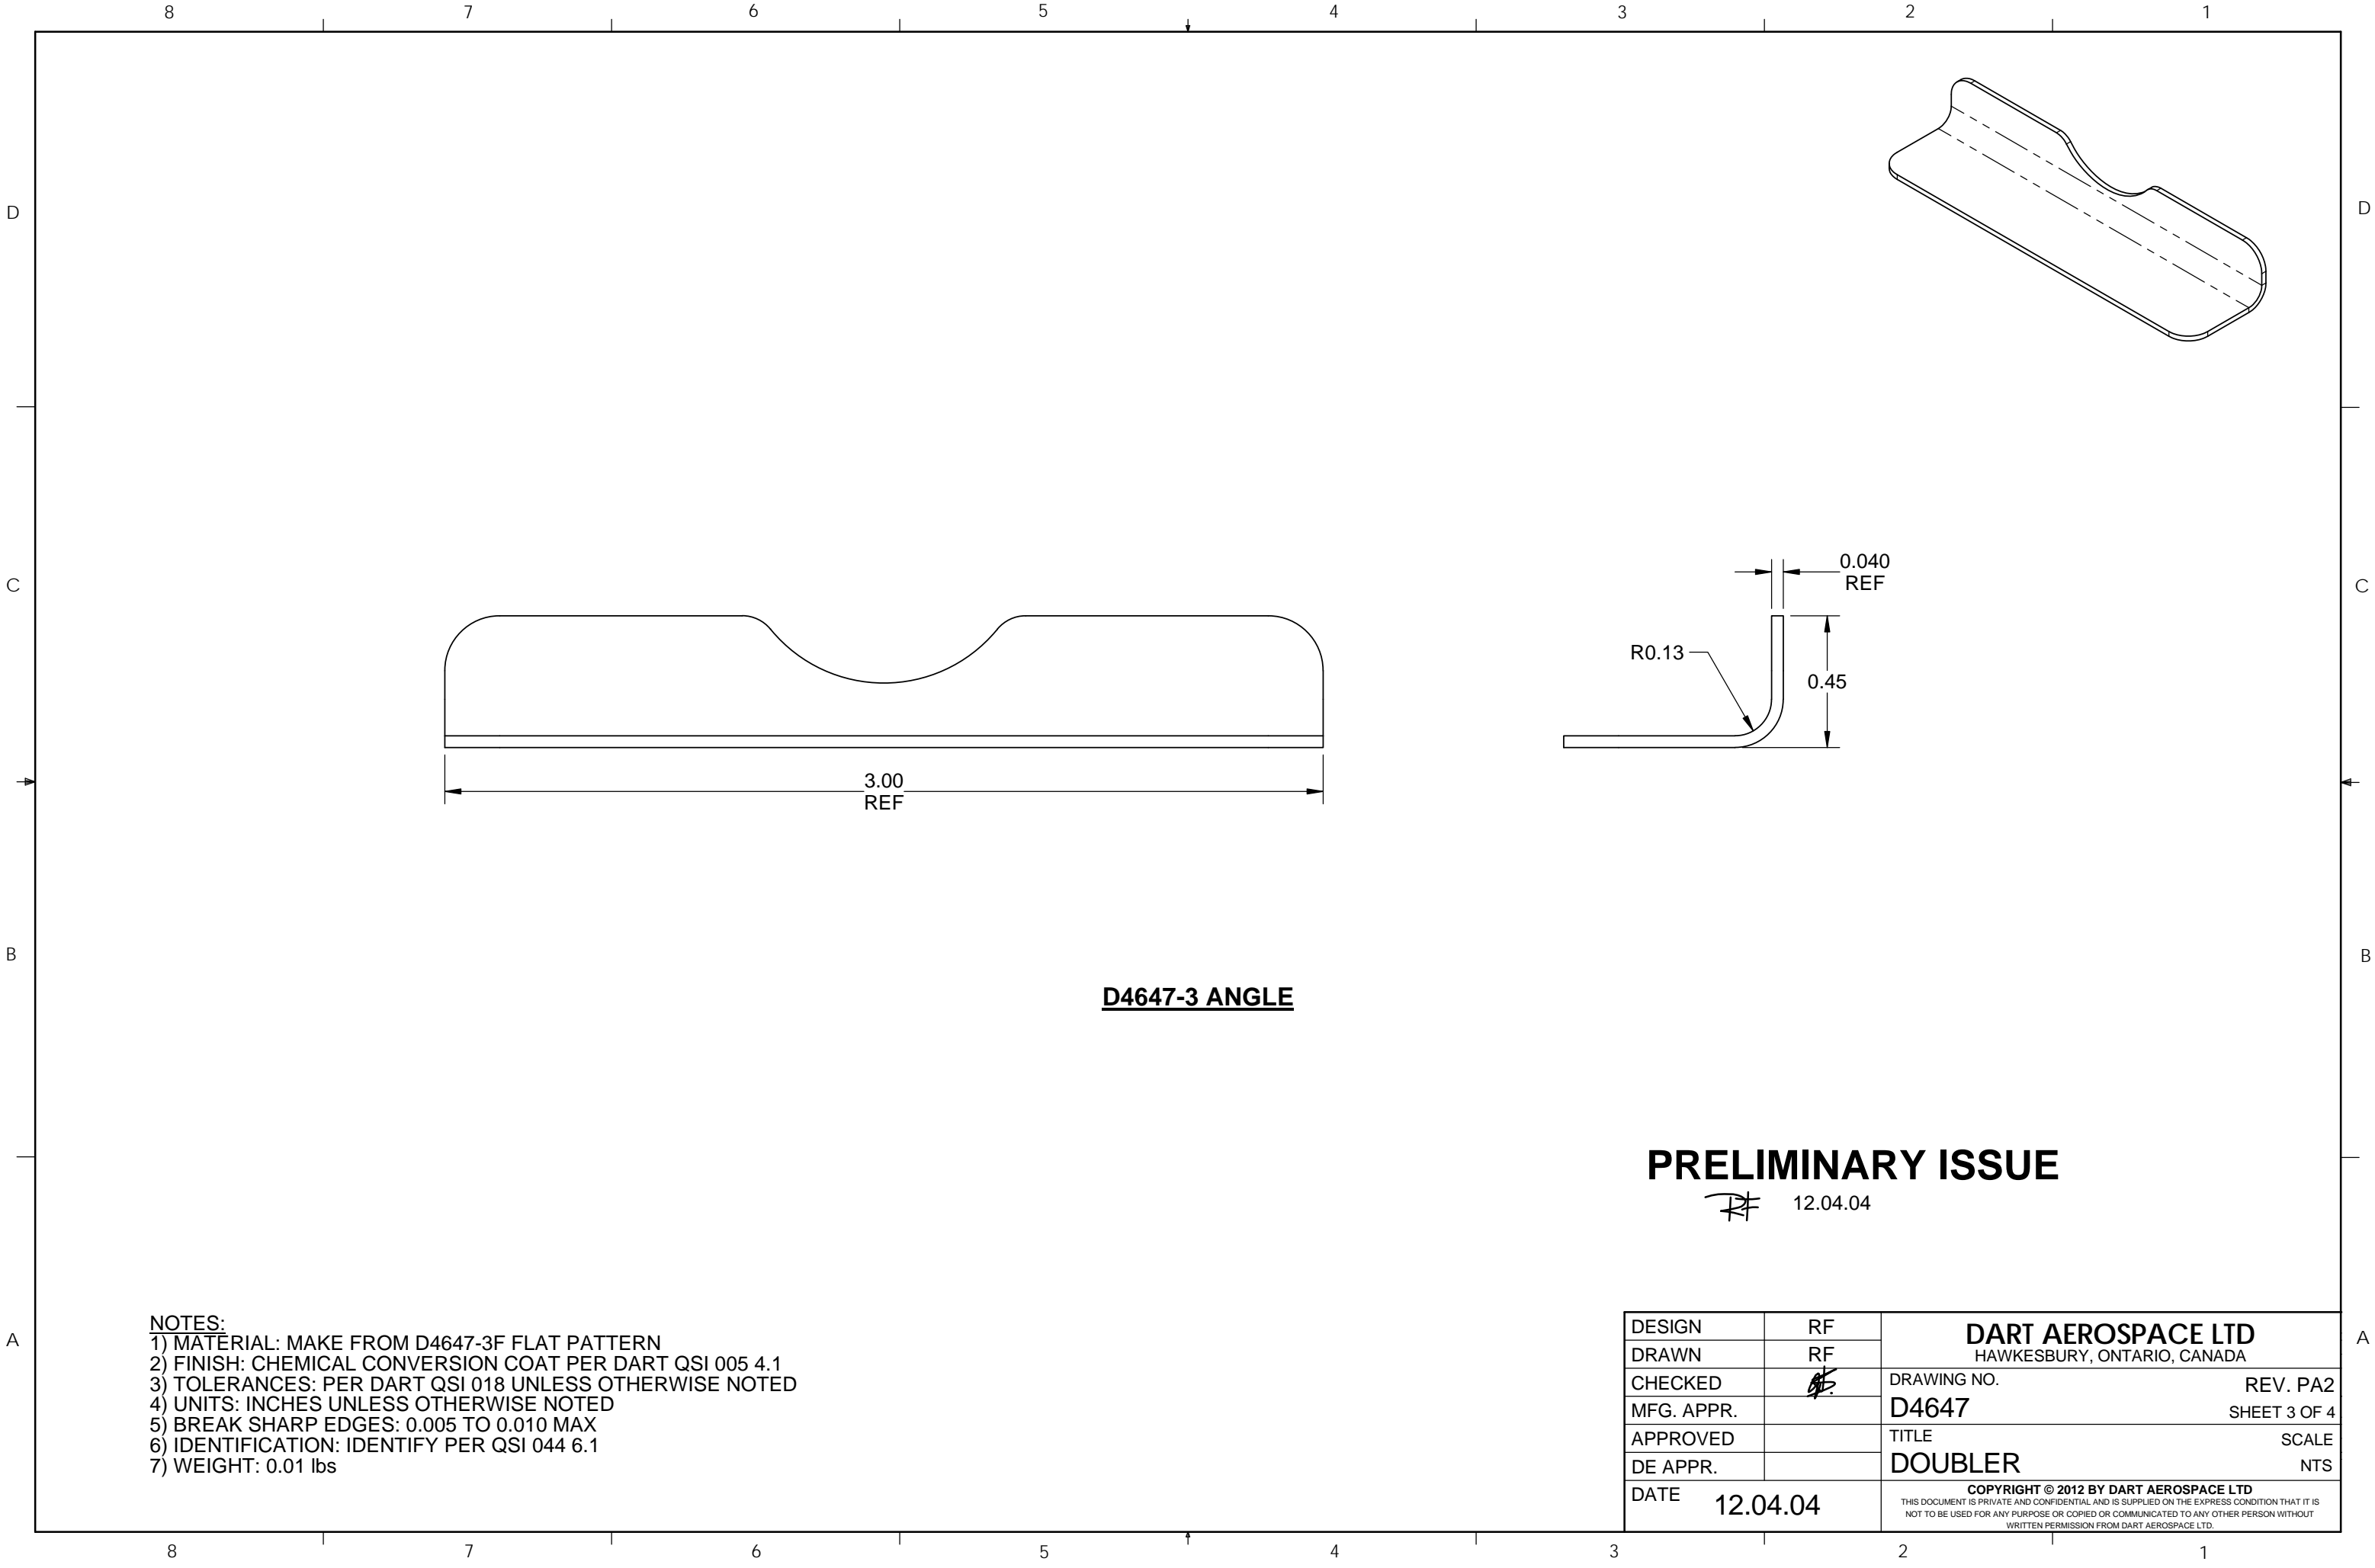 8 7 6 5 4 3 2 1
D D
C C
B B
A A
0.040
REF
R0.13
0.45
3.00
REF
D4647-3 ANGLE
PRELIMINARY ISSUE
RF 12.04.04
NOTES:
1) MATERIAL: MAKE FROM D4647-3F FLAT PATTERN
2) FINISH: CHEMICAL CONVERSION COAT PER DART QSI 005 4.1
3) TOLERANCES: PER DART QSI 018 UNLESS OTHERWISE NOTED
4) UNITS: INCHES UNLESS OTHERWISE NOTED
5) BREAK SHARP EDGES: 0.005 TO 0.010 MAX
6) IDENTIFICATION: IDENTIFY PER QSI 044 6.1
7) WEIGHT: 0.01 lbs
DESIGN RF
DRAWN RF
CHECKED
MFG. APPR.
APPROVED
DE APPR.
DATE 12.04.04
DART AEROSPACE LTD
HAWKESBURY, ONTARIO, CANADA
DRAWING NO. REV. PA2
D4647 SHEET 3 OF 4
TITLE SCALE
DOUBLER NTS
COPYRIGHT © 2012 BY DART AEROSPACE LTD
THIS DOCUMENT IS PRIVATE AND CONFIDENTIAL AND IS SUPPLIED ON THE EXPRESS CONDITION THAT IT IS
NOT TO BE USED FOR ANY PURPOSE OR COPIED OR COMMUNICATED TO ANY OTHER PERSON WITHOUT
WRITTEN PERMISSION FROM DART AEROSPACE LTD.
8 7 6 5 4 3 2 1